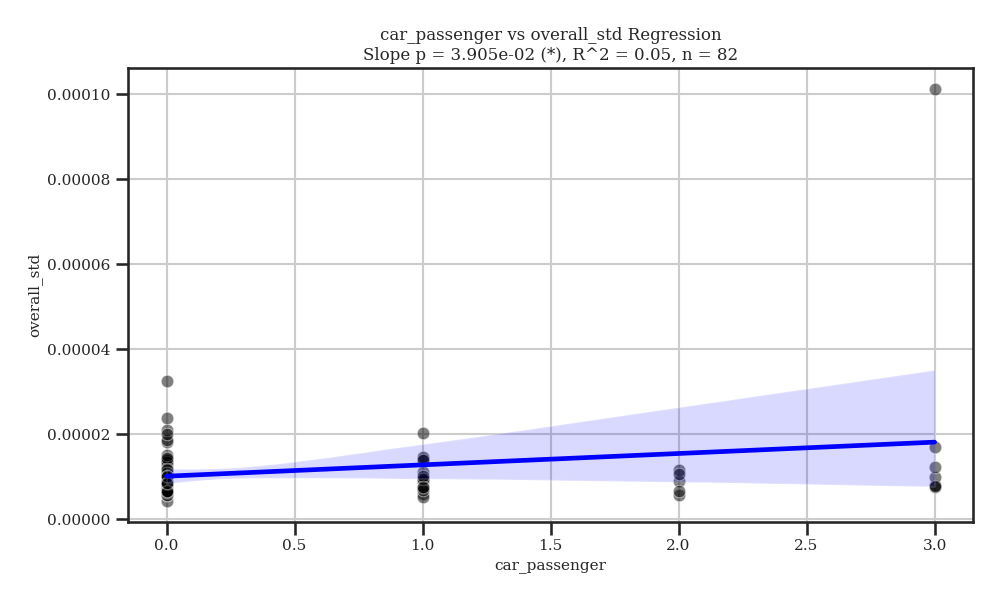 car_passenger vs overall_std Regression
Slope p = 3.905e-02 (*), R^2 = 0.05, n = 82
0.00010
0.00008
0.00006
0.00004
0.00002
0.00000
overall_std
0.0 0.5 1.0 1.5 2.0 2.5 3.0
car_passenger